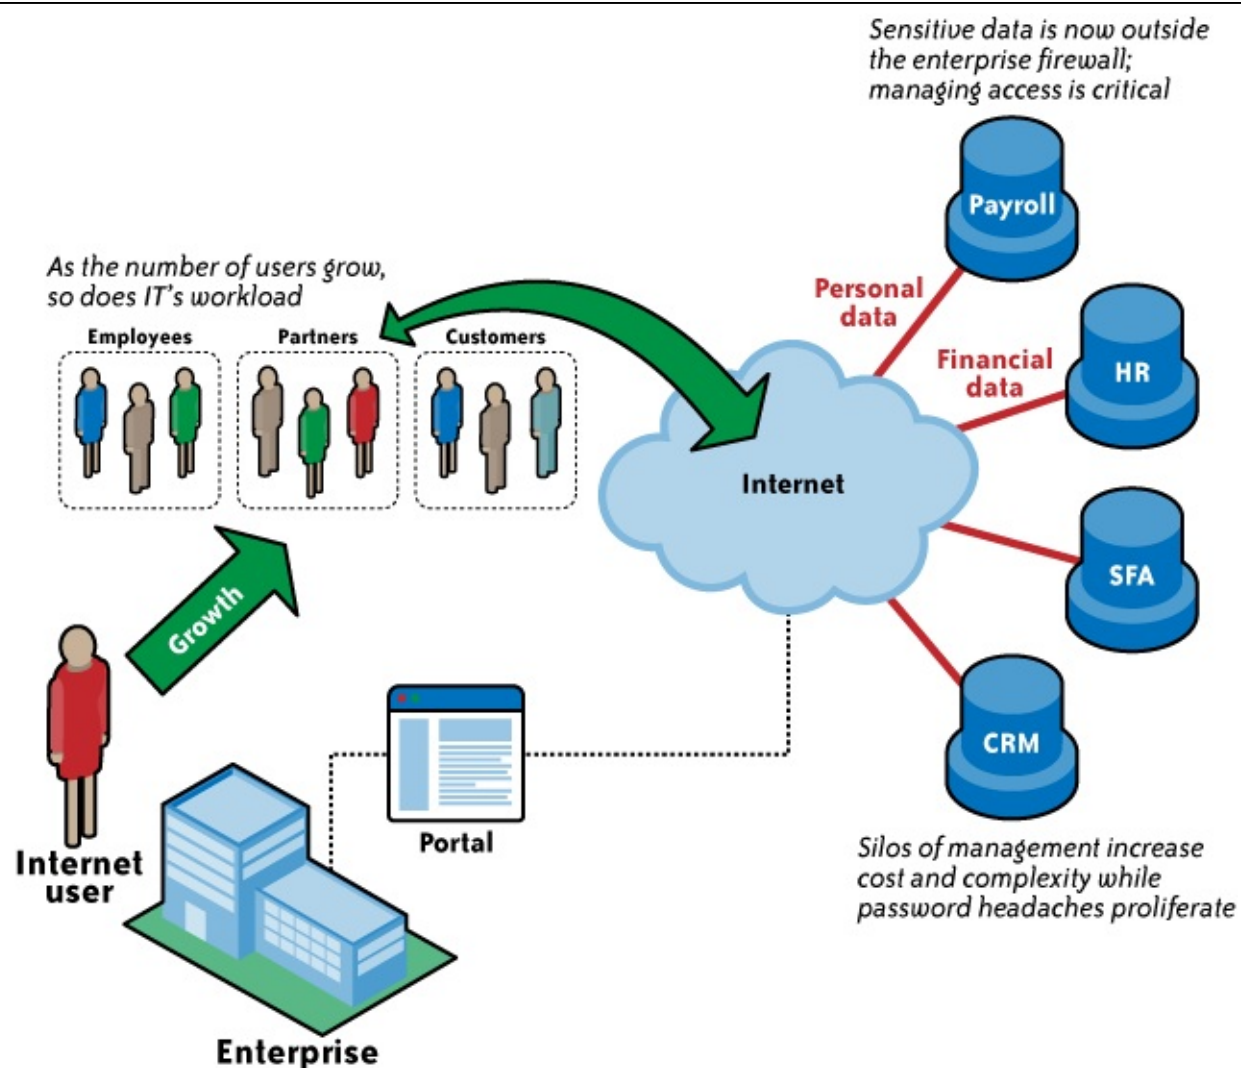 Sensitive data is now outside
the enterprise firewall;
managing access is critical
Payroll
As the number of users grow,
so does IT's workload
Personal
data
Employees
Partners
Customers
Financial
data
HR
Internet
SFA
Growth
CRM
Portal
Internet
user
Silos of management increase
cost and complexity while
password headaches proliferate
Enterprise